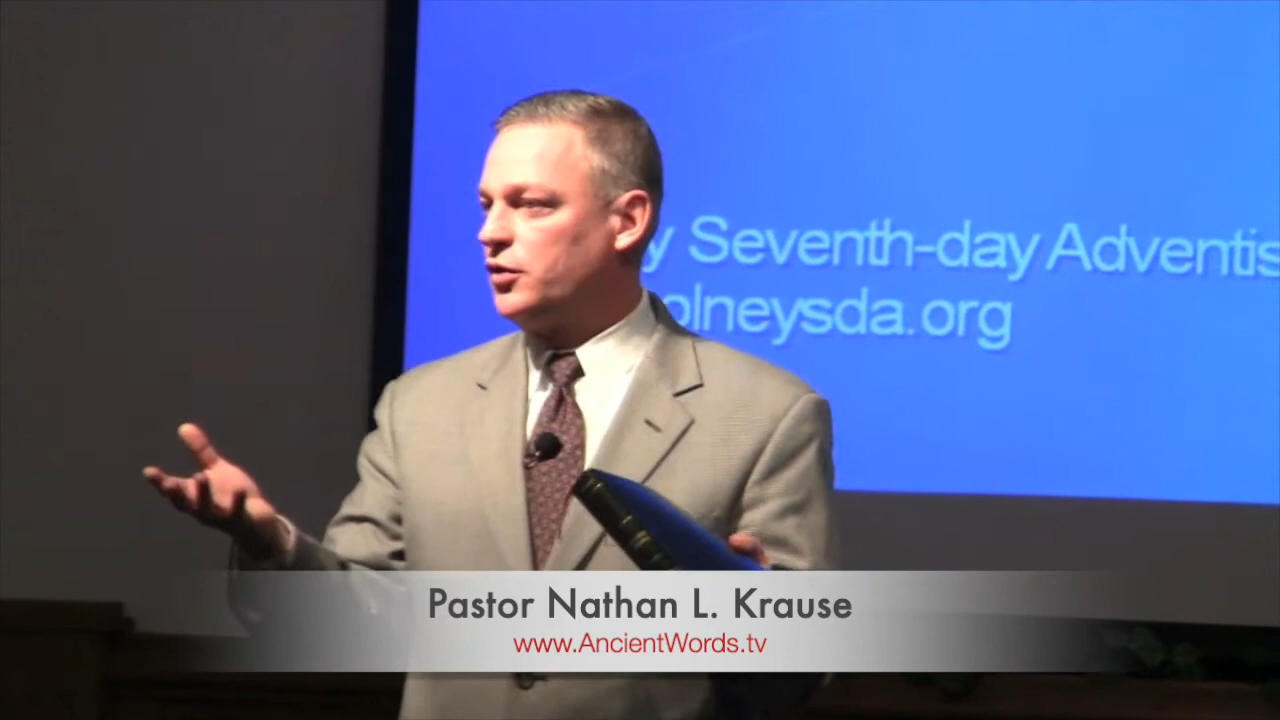 y Seventh-day Adventis
olneysda.org
Pastor Nathan L. Krause
www.AncientWords.tv